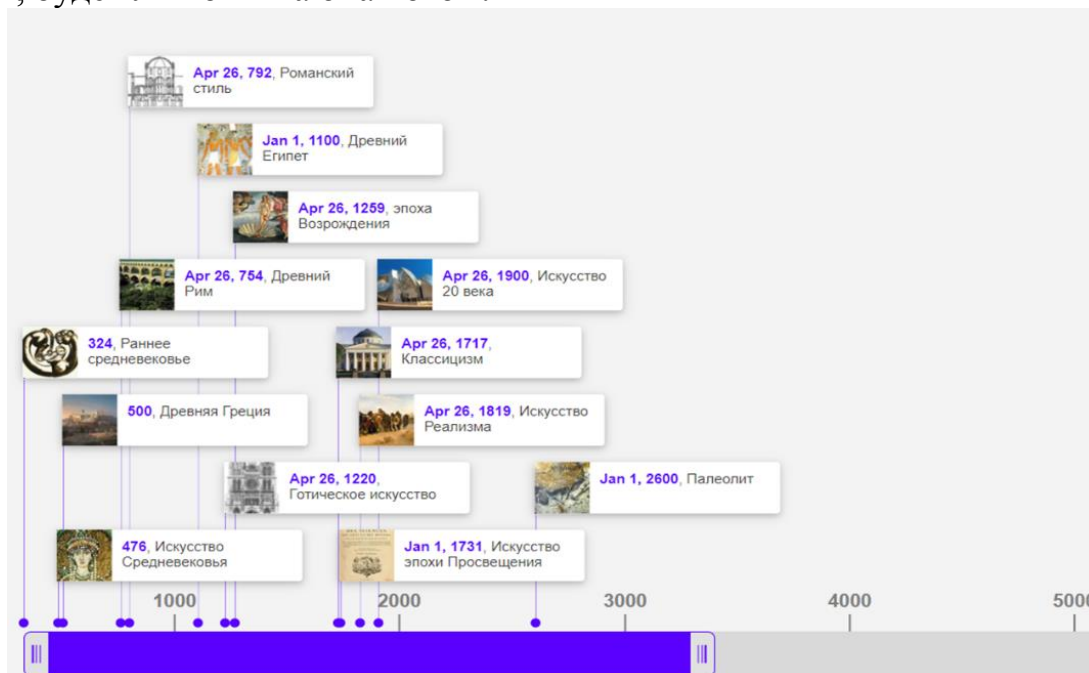 Apr 26, 792, Романский
стиль
Jan 1, 1100, Древний
Египет
Apr 26, 1259, эпоха
Возрождения
Apr 26, 754, Древний
Рим
Apr 26, 1900, Искусство
20 века
324, Раннее
средневековье
Apr 26, 1717,
Классицизм
500, Древняя Греция
Apr 26, 1819, Искусство
Реализма
Apr 26, 1220,
Готическое искусство
Jan 1, 2600, Палеолит
476, Искусство
Средневековья
Jan 1, 1731, Искусство
эпохи Просвещения
1000 2000 3000 4000 5000